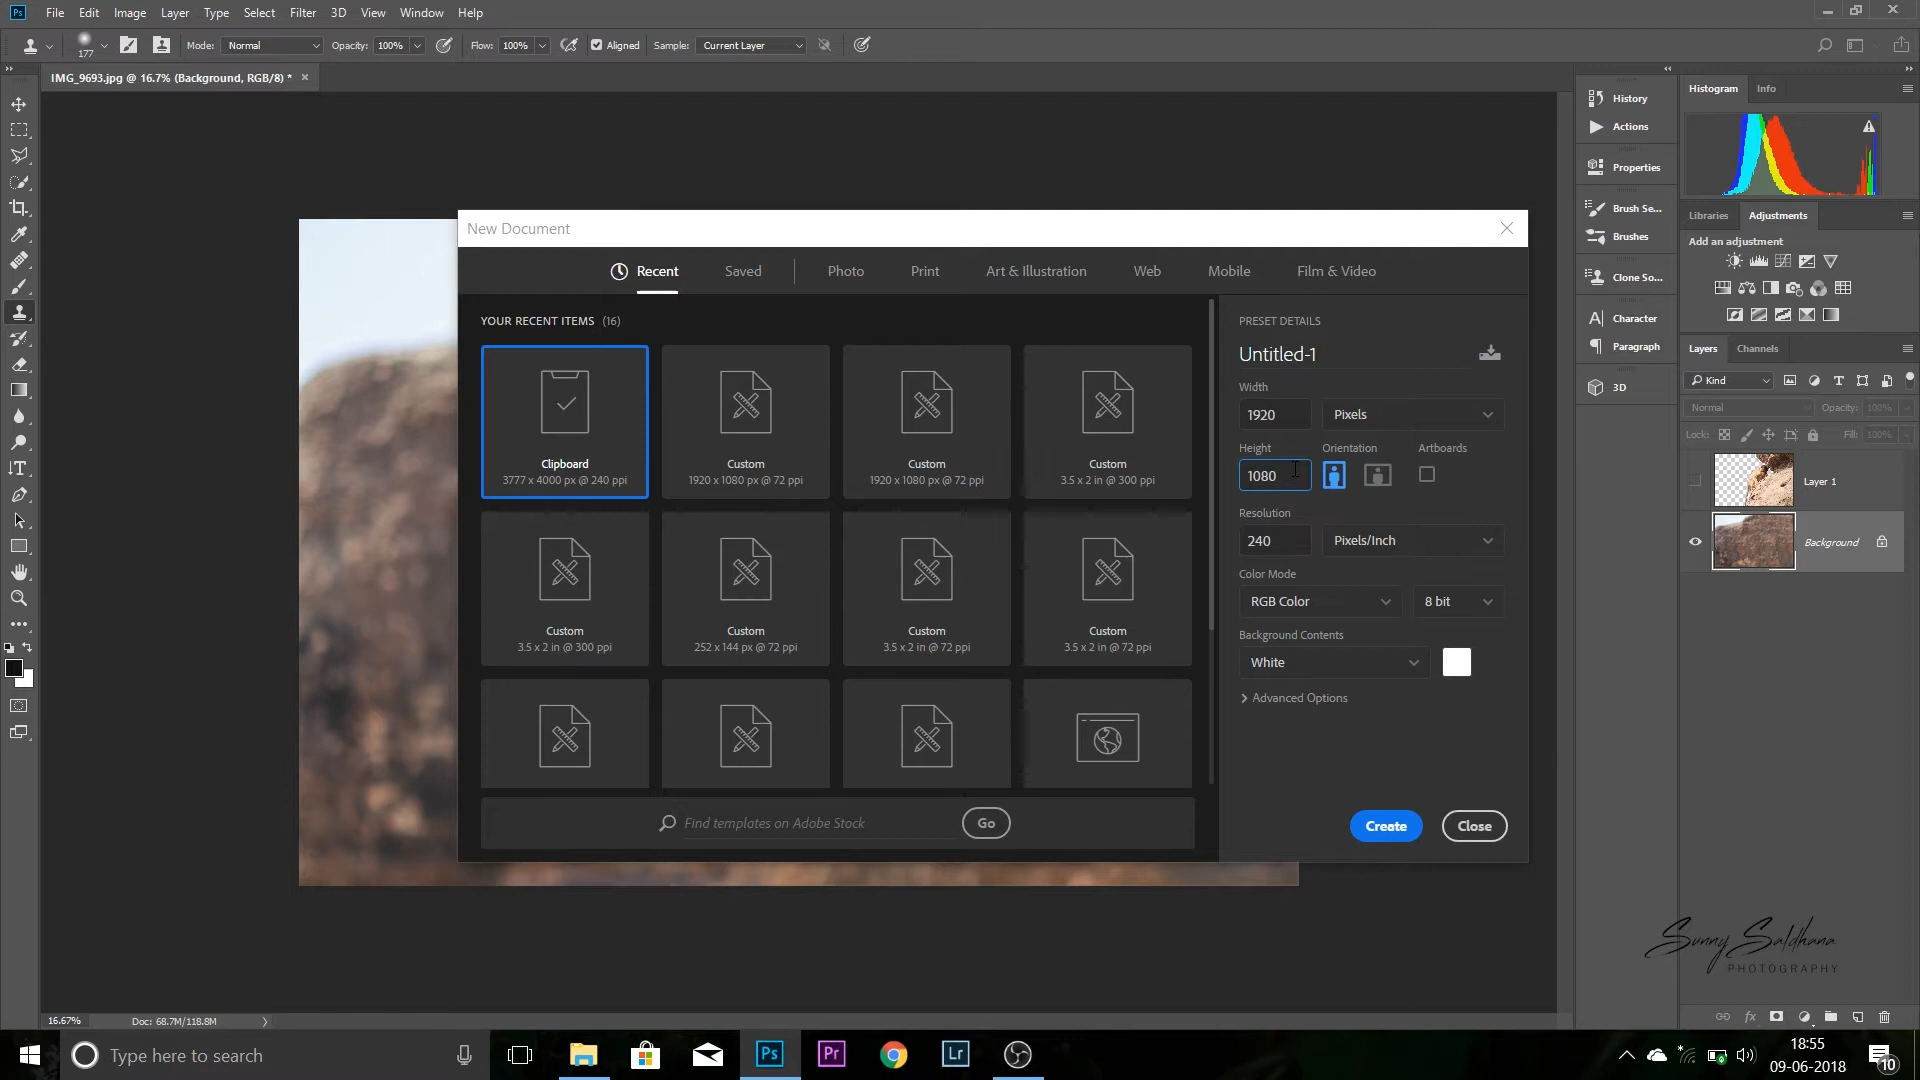 Ps File Edit Image Layer Type Select Filter 3D View Window Help
177 Mode: Normal Opacity: 100% Flow: 100% Aligned Sample: Current Layer
IMG_9693.jpg @ 16.7% (Background, RGB/8) * ×
New Document
Recent Saved Photo Print Art & Illustration Web Mobile Film & Video
YOUR RECENT ITEMS (16)
Clipboard
3777 x 4000 px @ 240 ppi
Custom
1920 x 1080 px @ 72 ppi
Custom
1920 x 1080 px @ 72 ppi
Custom
3.5 x 2 in @ 300 ppi
Custom
3.5 x 2 in @ 300 ppi
Custom
252 x 144 px @ 72 ppi
Custom
3.5 x 2 in @ 72 ppi
Custom
3.5 x 2 in @ 72 ppi
Find templates on Adobe Stock Go
PRESET DETAILS
Untitled-1
Width
1920 Pixels
Height Orientation Artboards
1080
Resolution
240 Pixels/Inch
Color Mode
RGB Color 8 bit
Background Contents
White
Advanced Options
Create Close
History
Actions
Properties
Brush Se...
Brushes
Clone So...
Character
Paragraph
3D
Histogram Info
Libraries Adjustments
Add an adjustment
Layers Channels
Kind
Normal Opacity: 100%
Lock: Fill: 100%
Layer 1
Background
Sunny Saldhana
PHOTOGRAPHY
16.67% Doc: 68.7M/118.8M
Type here to search
Ps Pr Lr
18:55
09-06-2018
10